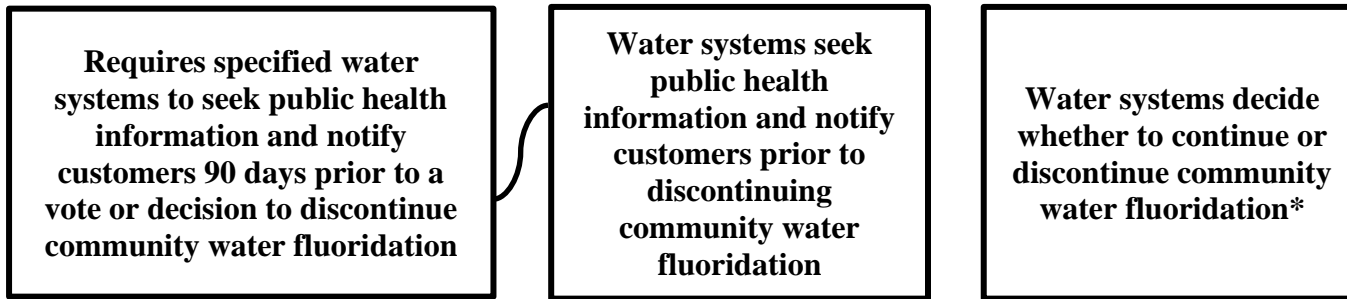 Requires specified water
systems to seek public health
information and notify
customers 90 days prior to a
vote or decision to discontinue
community water fluoridation
Water systems seek
public health
information and notify
customers prior to
discontinuing
community water
fluoridation
Water systems decide
whether to continue or
discontinue community
water fluoridation*